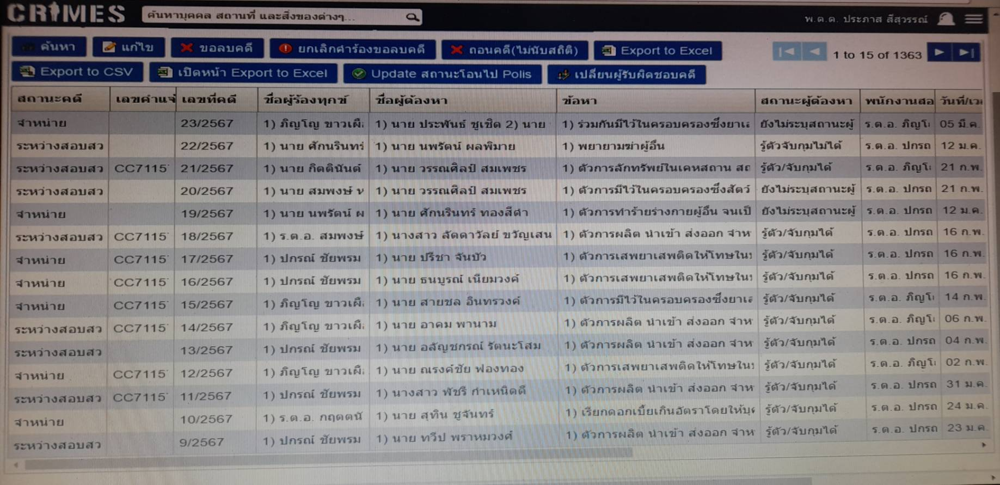 CRIMES ค้นหาบุคคล สถานที่ และสิ่งของต่างๆ... พ.ต.ต. ประภาส สีสุวรรณ์
ค้นหา แก้ไข ขอลบคดี ยกเลิกคำร้องขอลบคดี ถอนคดี(ไม่นับสถิติ) Export to Excel 1 to 15 of 1363
Export to CSV เปิดหน้า Export to Excel Update สถานะโอนไป Polis เปลี่ยนผู้รับผิดชอบคดี
สถานะคดี เลขคำแจ้ เลขที่คดี ชื่อผู้ร้องทุกข์ ชื่อผู้ต้องหา ข้อหา สถานะผู้ต้องหา พนักงานสอ วันที่/เว
จำหน่าย 23/2567 1) ภิญโญ ขาวเผื 1) นาย ประพันธ์ ชูเชิด 2) นาย 1) ร่วมกันมีไว้ในครอบครองซึ่งยาเส ยังไม่ระบุสถานะผู้ ร.ต.อ. ภิญโ 05 มี.ค.
ระหว่างสอบสว 22/2567 1) นาย ศักนรินทร์ 1) นาย นพรัตน์ ผลพิมาย 1) พยายามฆ่าผู้อื่น รู้ตัวจับกุมไม่ได้ ร.ต.อ. ปกรณ 12 ม.ค.
ระหว่างสอบสว CC7115 21/2567 1) นาย กิตตินันต์ 1) นาย วรรณศิลป์ สมเพชร 1) ตัวการลักทรัพย์ในเคหสถาน สถ รู้ตัว/จับกุมได้ ร.ต.อ. ภิญโ 21 ก.พ.
ระหว่างสอบสว 20/2567 1) นาย สมพงษ์ 1) นาย วรรณศิลป์ สมเพชร 1) ตัวการมีไว้ในครอบครองซึ่งสัตว์ ยังไม่ระบุสถานะผู้ ร.ต.อ. ปกรณ 21 ก.พ.
จำหน่าย 19/2567 1) นาย นพรัตน์ ผ 1) นาย ศักนรินทร์ ทองสีดำ 1) ตัวการทำร้ายร่างกายผู้อื่น จนเป็ ยังไม่ระบุสถานะผู้ ร.ต.อ. ปกรณ 12 ม.ค.
ระหว่างสอบสว CC7115 18/2567 1) ร.ต.อ. สมพงษ์ 1) นางสาว ลัดดาวัลย์ ขวัญเสน 1) ตัวการผลิต นำเข้า ส่งออก จำห รู้ตัว/จับกุมได้ ร.ต.อ. ปกรณ 16 ก.พ.
จำหน่าย CC7115 17/2567 1) ปกรณ์ ชัยพรม 1) นาย ปรีชา จันบัว 1) ตัวการเสพยาเสพติดให้โทษใน รู้ตัว/จับกุมได้ ร.ต.อ. ปกรณ 16 ก.พ.
จำหน่าย CC7115 16/2567 1) ปกรณ์ ชัยพรม 1) นาย ธนบูรณ์ เนียมวงค์ 1) ตัวการเสพยาเสพติดให้โทษใน รู้ตัว/จับกุมได้ ร.ต.อ. ปกรณ 16 ก.พ.
จำหน่าย CC7115 15/2567 1) ภิญโญ ขาวเผื 1) นาย สายชล อินทรวงค์ 1) ตัวการมีไว้ในครอบครองซึ่งยาเส รู้ตัว/จับกุมได้ ร.ต.อ. ภิญโ 14 ก.พ.
ระหว่างสอบสว CC7115 14/2567 1) ภิญโญ ขาวเผื 1) นาย อาคม พานาม 1) ตัวการผลิต นำเข้า ส่งออก จำห รู้ตัว/จับกุมได้ ร.ต.อ. ภิญโ 06 ก.พ.
ระหว่างสอบสว 13/2567 1) ปกรณ์ ชัยพรม 1) นาย อสัญชกรณ์ รัตนะโสม 1) ตัวการผลิต นำเข้า ส่งออก จำห รู้ตัว/จับกุมได้ ร.ต.อ. ปกรณ 04 ก.พ.
จำหน่าย CC7115 12/2567 1) ภิญโญ ขาวเผื 1) นาย ณรงค์ชัย ฟองทอง 1) ตัวการเสพยาเสพติดให้โทษใน รู้ตัว/จับกุมได้ ร.ต.อ. ภิญโ 02 ก.พ.
ระหว่างสอบสว CC7115 11/2567 1) ปกรณ์ ชัยพรม 1) นางสาว พัชรี กำเหนิดดี 1) ตัวการผลิต นำเข้า ส่งออก จำห รู้ตัว/จับกุมได้ ร.ต.อ. ปกรณ 31 ม.ค.
จำหน่าย 10/2567 1) ร.ต.อ. กฤตตนั 1) นาย สุทิน ชูจันทร์ 1) เรียกดอกเบี้ยเกินอัตราโดยให้บุ รู้ตัว/จับกุมได้ ร.ต.อ. ปกรณ 24 ม.ค.
ระหว่างสอบสว 9/2567 1) ปกรณ์ ชัยพรม 1) นาย ทวีป พราหมวงศ์ 1) ตัวการผลิต นำเข้า ส่งออก จำห รู้ตัว/จับกุมได้ ร.ต.อ. ปกรณ 23 ม.ค.